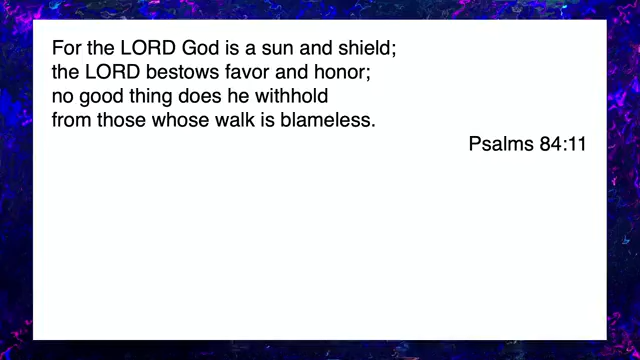 For the LORD God is a sun and shield;
the LORD bestows favor and honor;
no good thing does he withhold
from those whose walk is blameless.
Psalms 84:11